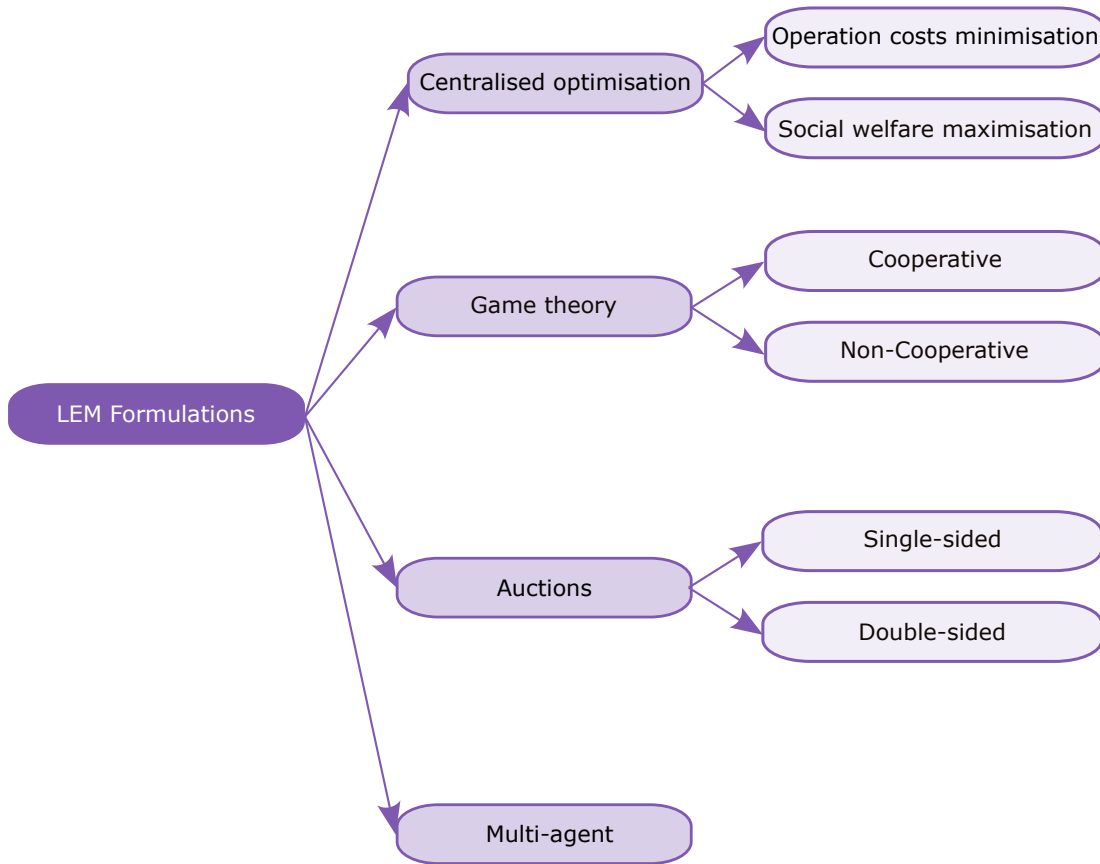 LEM Formulations
Centralised optimisation
Operation costs minimisation
Social welfare maximisation
Game theory
Cooperative
Non-Cooperative
Auctions
Single-sided
Double-sided
Multi-agent